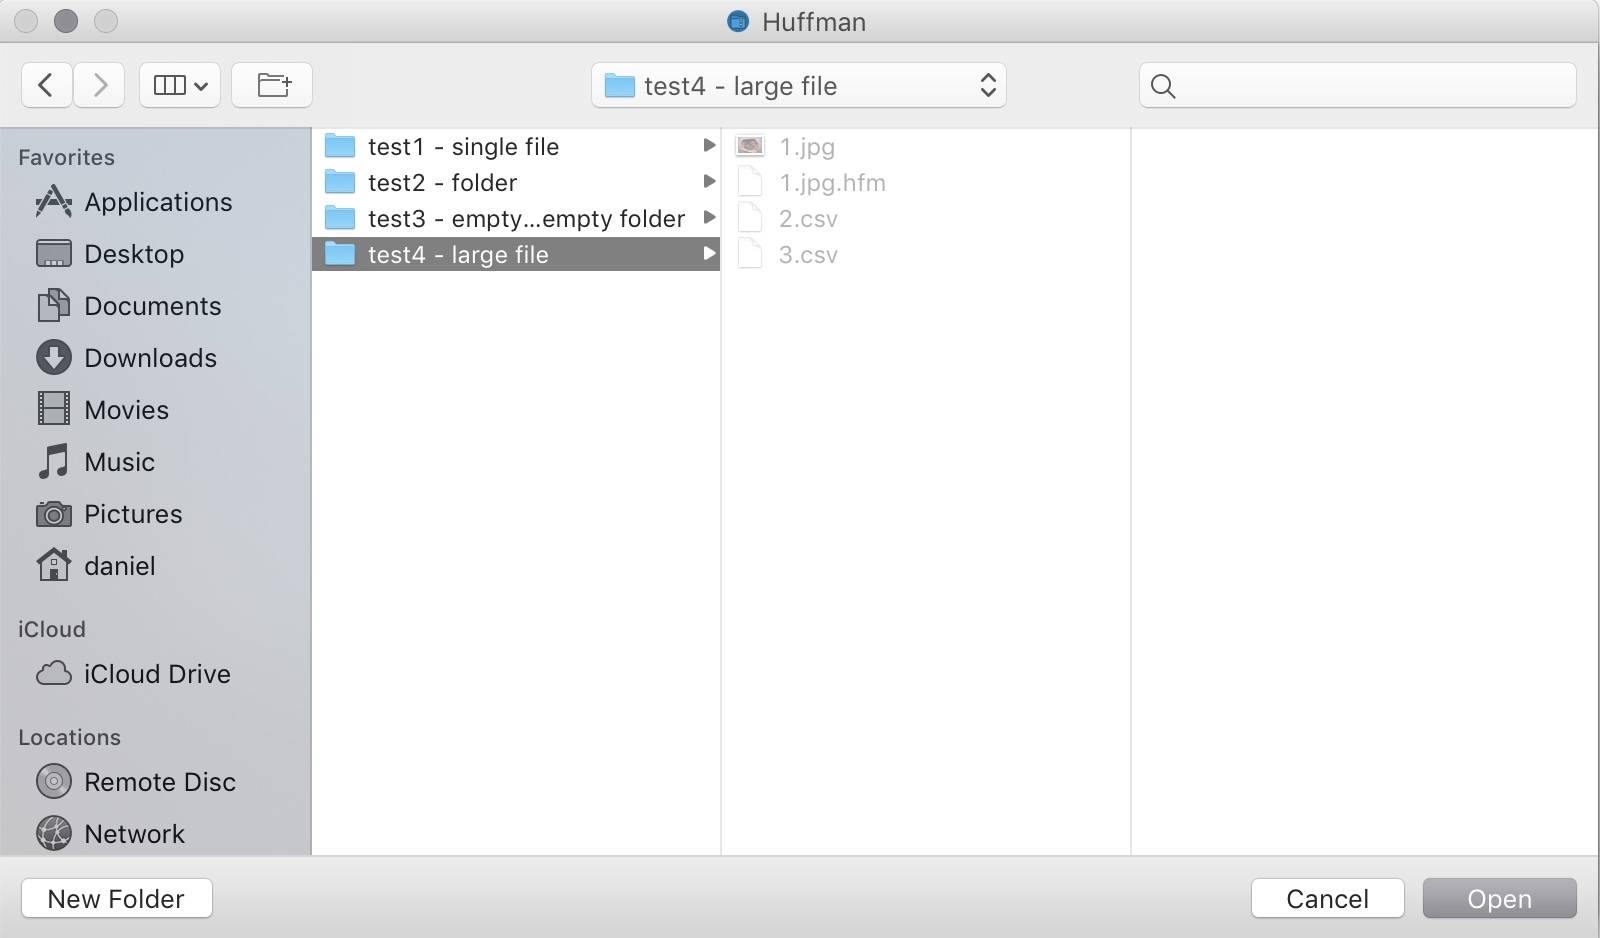 Huffman
test4 - large file
Favorites
Applications
Desktop
Documents
Downloads
Movies
Music
Pictures
daniel
iCloud
iCloud Drive
Locations
Remote Disc
Network
test1 - single file
test2 - folder
test3 - empty...empty folder
test4 - large file
1.jpg
1.jpg.hfm
2.csv
3.csv
New Folder
Cancel
Open